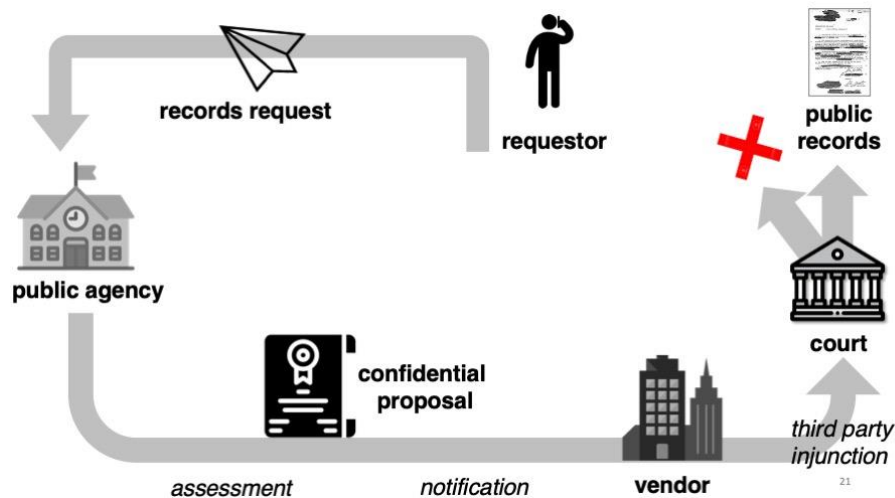 records request
requestor
public
records
public agency
confidential
proposal
court
third party
injunction
assessment
notification
vendor
21